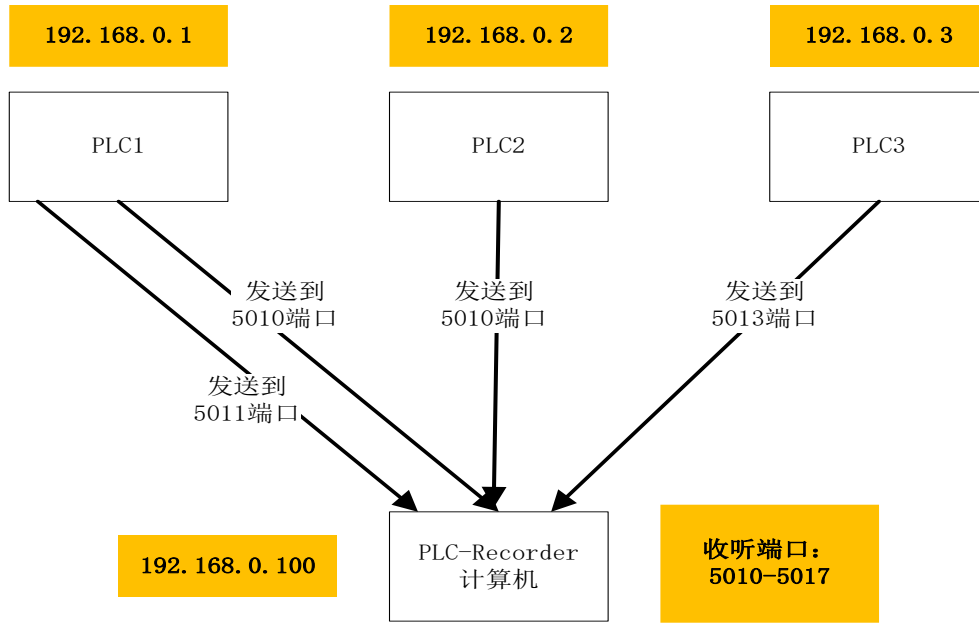 192.168.0.1
192.168.0.2
192.168.0.3
PLC1
PLC2
PLC3
发送到
5010端口
发送到
5010端口
发送到
5013端口
发送到
5011端口
192.168.0.100
PLC-Recorder
计算机
收听端口：
5010-5017